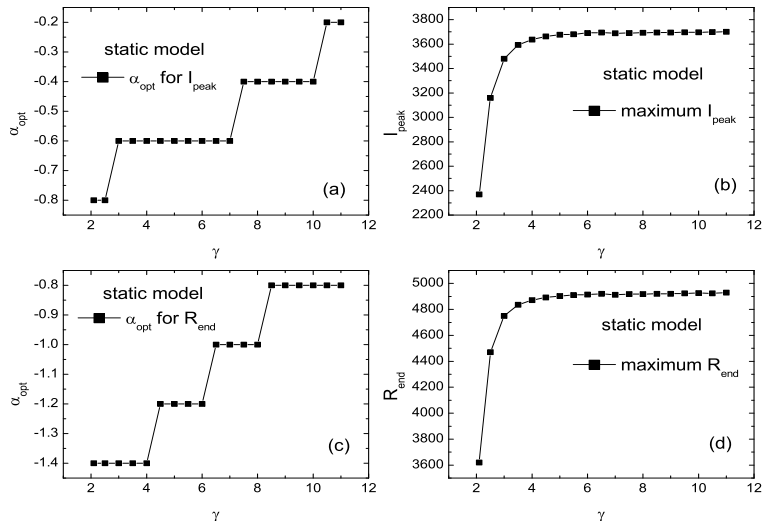 -0.2
-0.3
-0.4
-0.5
-0.6
-0.7
-0.8
α_opt
static model
α_opt for I_peak
(a)
2 4 6 8 10 12
γ
3800
3600
3400
3200
3000
2800
2600
2400
2200
I_peak
static model
maximum I_peak
(b)
2 4 6 8 10 12
γ
-0.8
-0.9
-1.0
-1.1
-1.2
-1.3
-1.4
α_opt
static model
α_opt for R_end
(c)
2 4 6 8 10 12
γ
5000
4800
4600
4400
4200
4000
3800
3600
R_end
static model
maximum R_end
(d)
2 4 6 8 10 12
γ